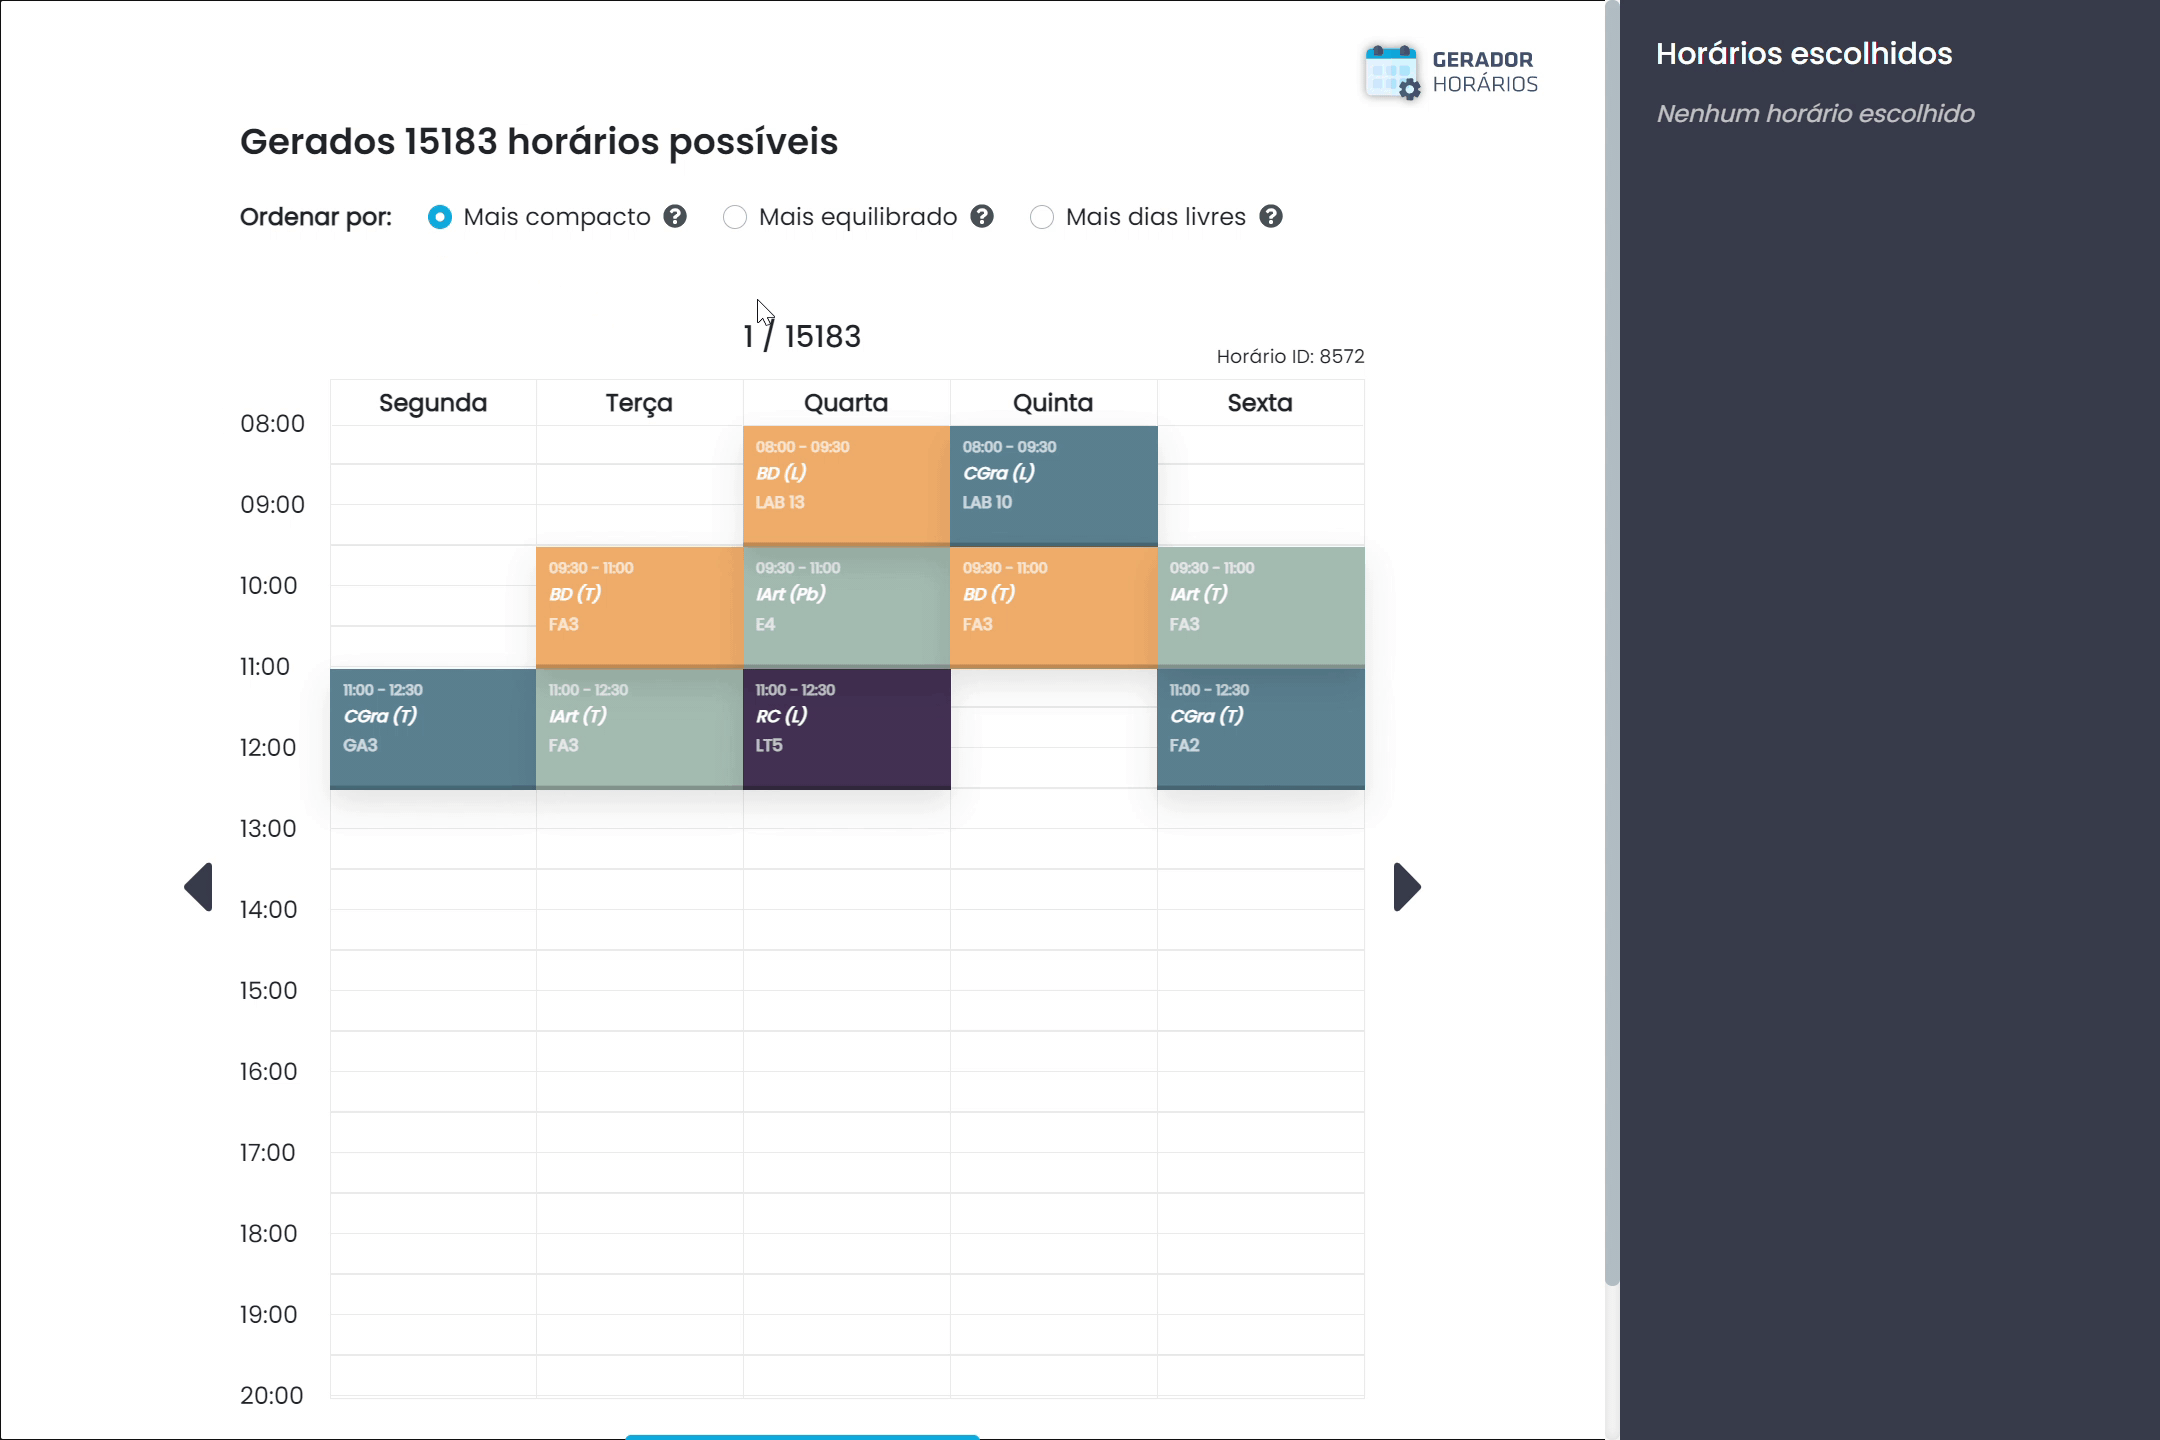 GERADOR
HORÁRIOS
Gerados 15183 horários possíveis
Ordenar por: Mais compacto ? Mais equilibrado ? Mais dias livres ?
1 / 15183
Horário ID: 8572
Segunda Terça Quarta Quinta Sexta
08:00
08:00 - 09:30
BD (L)
LAB 13
08:00 - 09:30
CGra (L)
LAB 10
09:00
09:30 - 11:00
BD (T)
FA3
09:30 - 11:00
IArt (Pb)
E4
09:30 - 11:00
BD (T)
FA3
09:30 - 11:00
IArt (T)
FA3
10:00
11:00
11:00 - 12:30
CGra (T)
GA3
11:00 - 12:30
IArt (T)
FA3
11:00 - 12:30
RC (L)
LT5
11:00 - 12:30
CGra (T)
FA2
12:00
13:00
14:00
15:00
16:00
17:00
18:00
19:00
20:00
Horários escolhidos
Nenhum horário escolhido